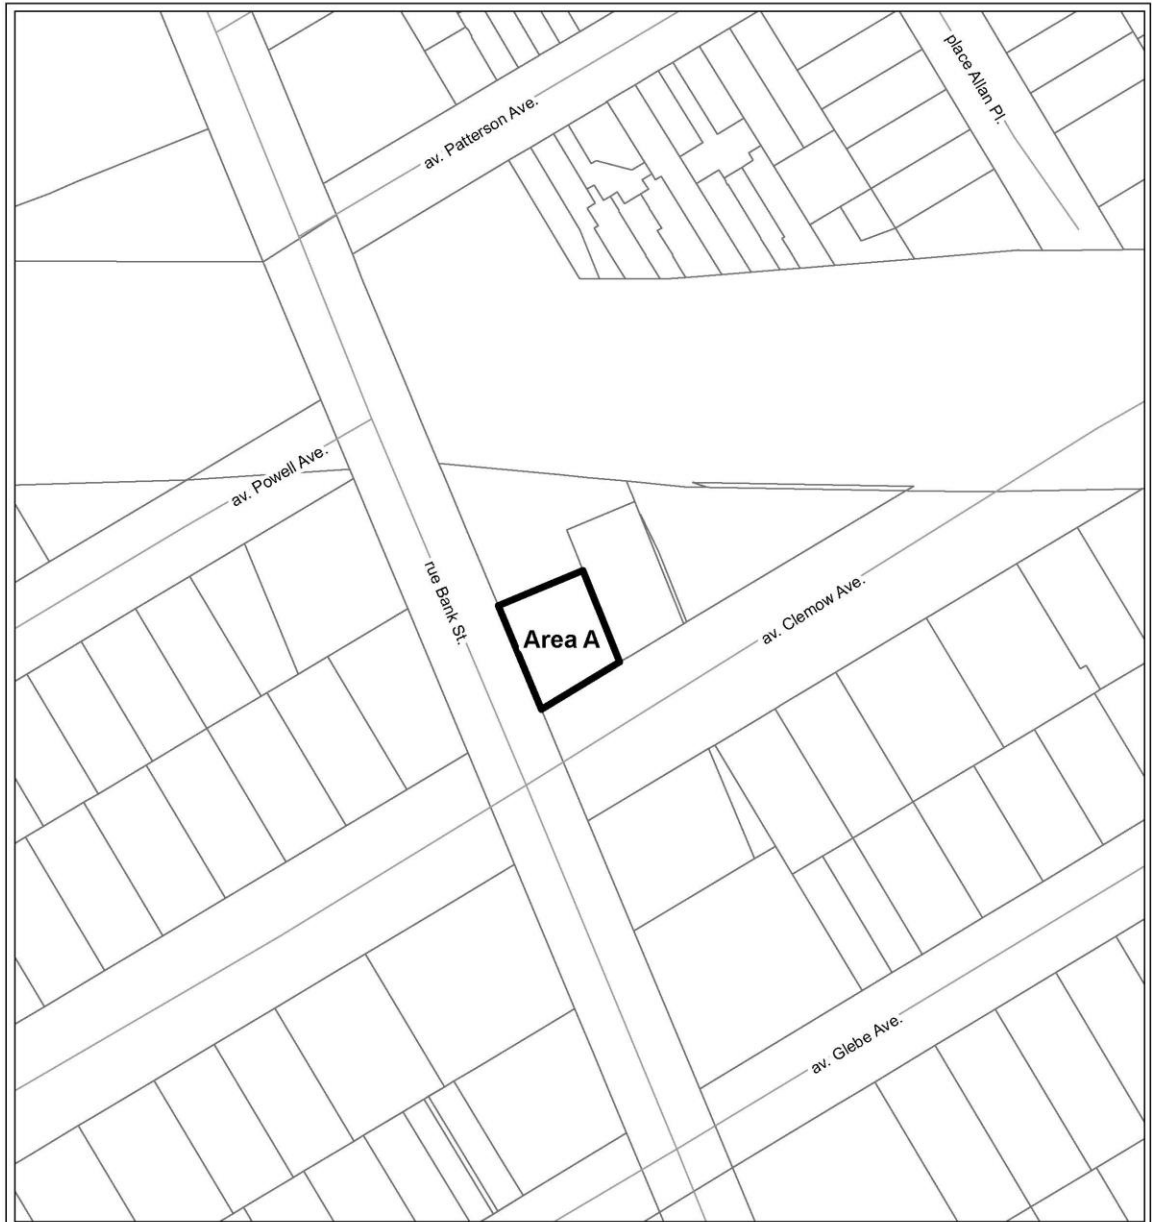 place Allan Pl.
av. Patterson Ave.
av. Powell Ave.
rue Bank St.
av. Clemow Ave.
Area A
av. Glebe Ave.